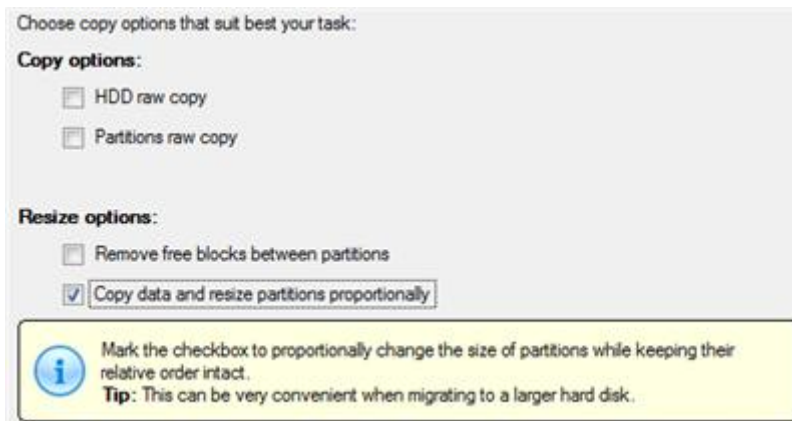 Choose copy options that suit best your task:
Copy options:
HDD raw copy
Partitions raw copy
Resize options:
Remove free blocks between partitions
Copy data and resize partitions proportionally
Mark the checkbox to proportionally change the size of partitions while keeping their
relative order intact.
Tip: This can be very convenient when migrating to a larger hard disk.